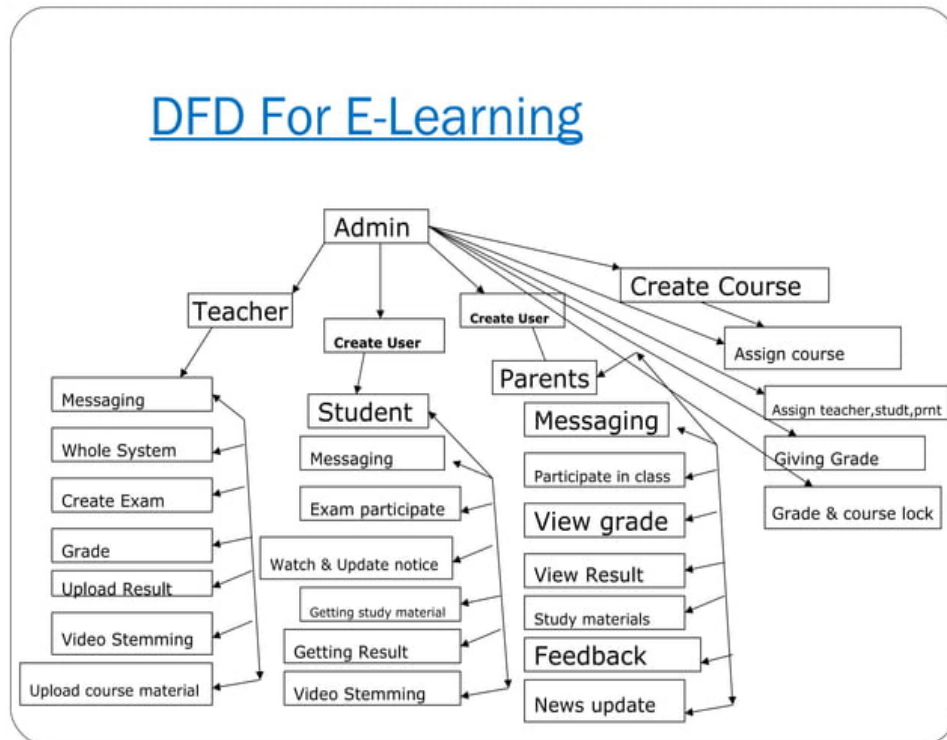 DFD For E-Learning
Admin
Create Course
Teacher
Create User
Create User
Assign course
Parents
Messaging
Whole System
Create Exam
Grade
Upload Result
Video Stemming
Upload course material
Student
Messaging
Exam participate
Watch & Update notice
Getting study material
Getting Result
Video Stemming
Messaging
Participate in class
View grade
View Result
Study materials
Feedback
News update
Assign teacher,studt,prnt
Giving Grade
Grade & course lock